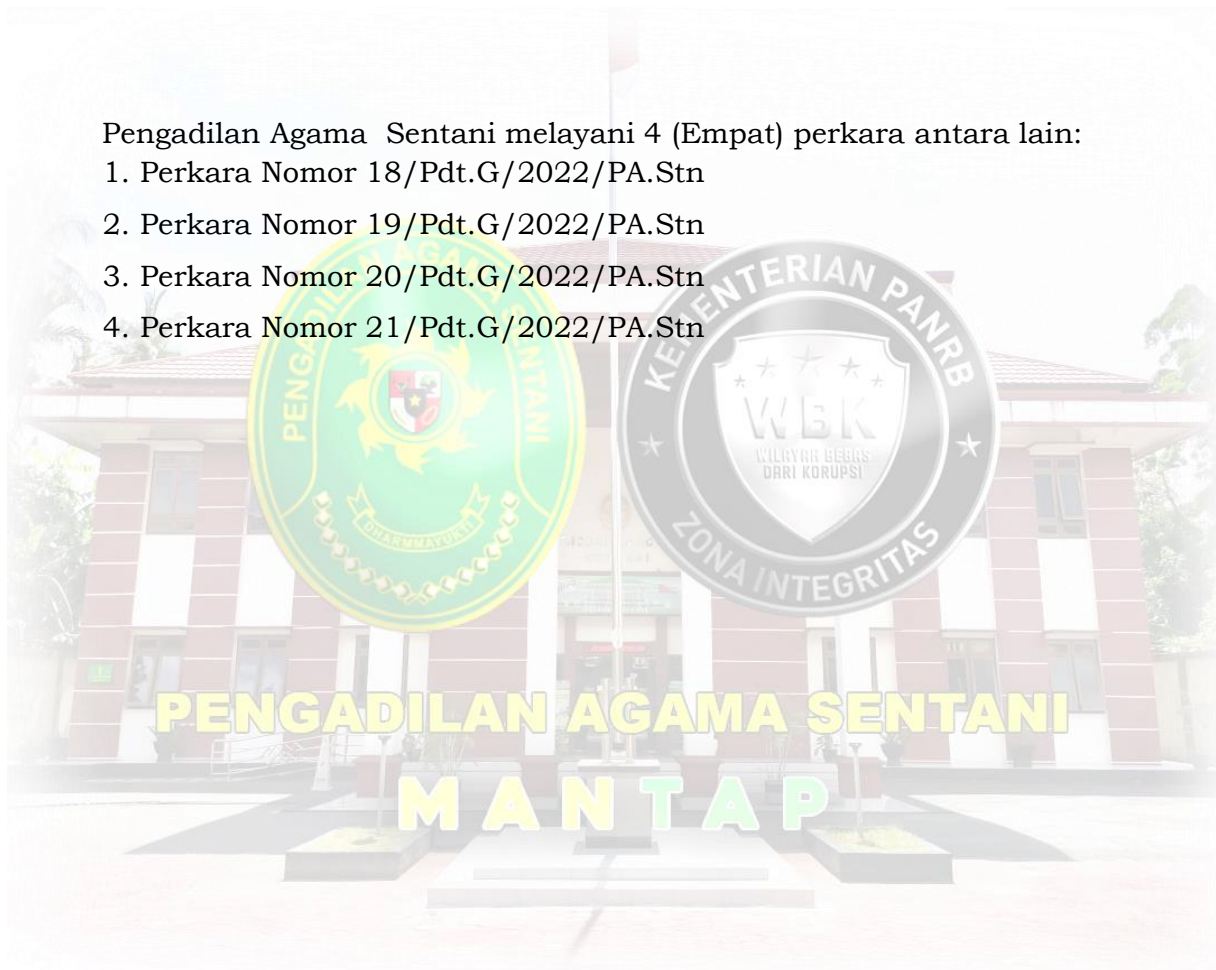 Pengadilan Agama  Sentani melayani 4 (Empat) perkara antara lain:
1. Perkara Nomor 18/Pdt.G/2022/PA.Stn
2. Perkara Nomor 19/Pdt.G/2022/PA.Stn
3. Perkara Nomor 20/Pdt.G/2022/PA.Stn
4. Perkara Nomor 21/Pdt.G/2022/PA.Stn
PENGADILAN AGAMA SENTANI
DHARMMAYUKTI
KEMENTERIAN PANRB
WBK
WILAYAH BEBAS
DARI KORUPSI
ZONA INTEGRITAS
PENGADILAN AGAMA SENTANI
MANTAP